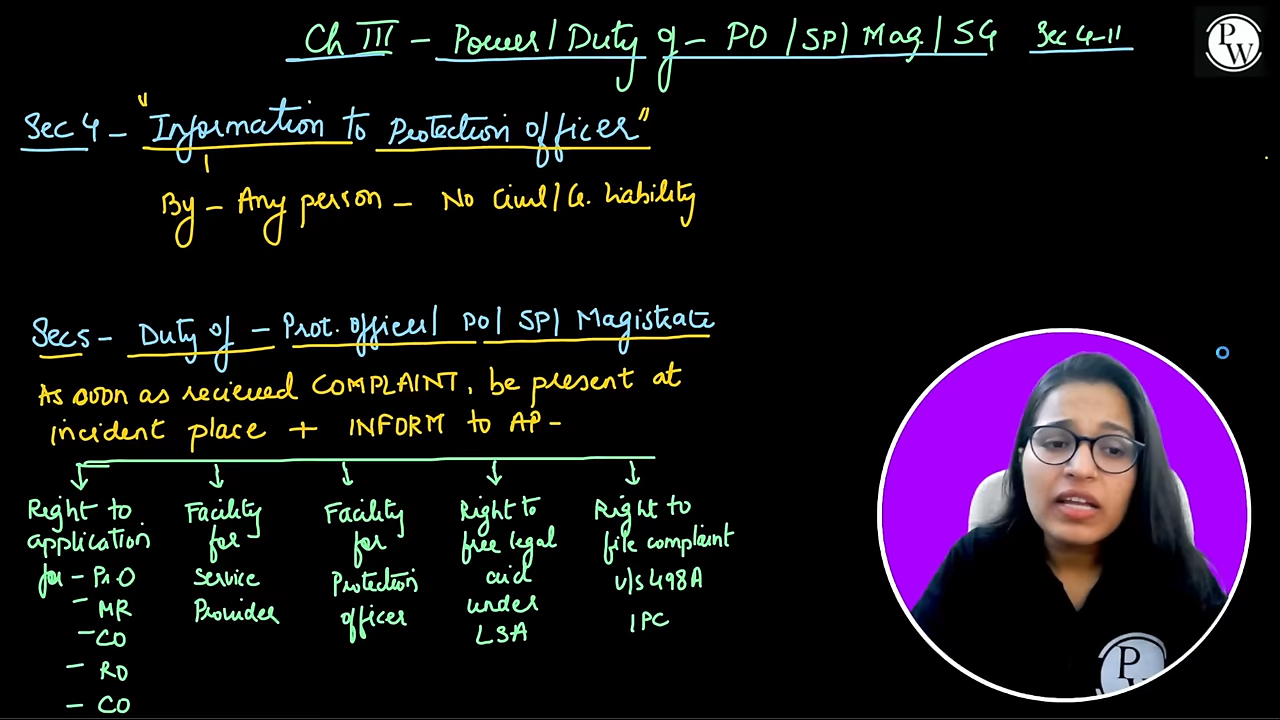 Ch III - Power/Duty of - PO/SP/Mag./SG Sec 4-11
PW
Sec 4 - "Information to Protection officer"
By - Any person - No Civil/Cr. Liability
Sec 5 - Duty of - Prot. officer/ PO/ SP/ Magistrate
As soon as recieved COMPLAINT, be present at
incident place + INFORM to AP -
Right to application for - Pr.O
- MR
- CO
- RO
- CO
Facility for Service Provider
Facility for Protection officer
Right to free legal aid under LSA
Right to file complaint u/s 498A IPC
PW